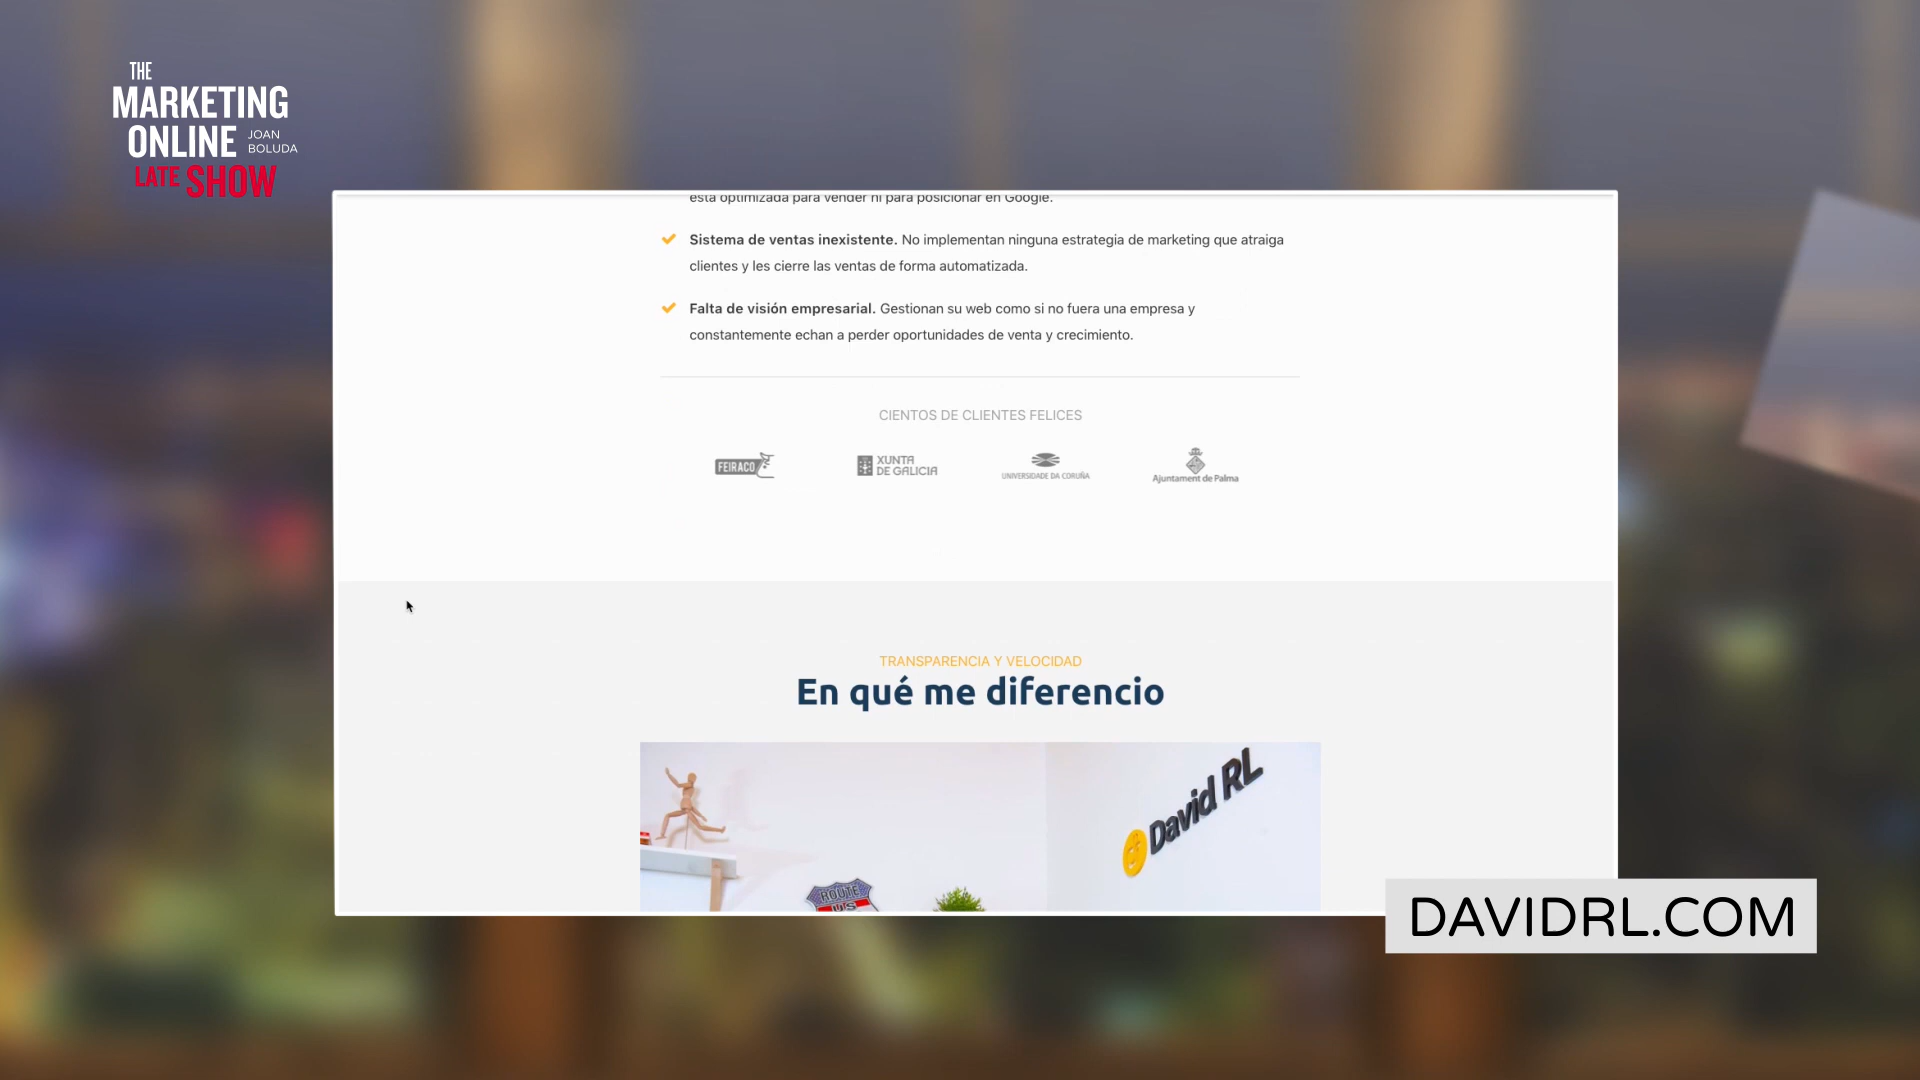 THE
MARKETING
ONLINE JOAN
BOLUDA
LATE SHOW
está optimizada para vender ni para posicionar en Google.
Sistema de ventas inexistente. No implementan ninguna estrategia de marketing que atraiga
clientes y les cierre las ventas de forma automatizada.
Falta de visión empresarial. Gestionan su web como si no fuera una empresa y
constantemente echan a perder oportunidades de venta y crecimiento.
CIENTOS DE CLIENTES FELICES
FEIRACO
XUNTA
DE GALICIA
UNIVERSIDADE DA CORUÑA
Ajuntament de Palma
TRANSPARENCIA Y VELOCIDAD
En qué me diferencio
David RL
ROUTE
US
DAVIDRL.COM